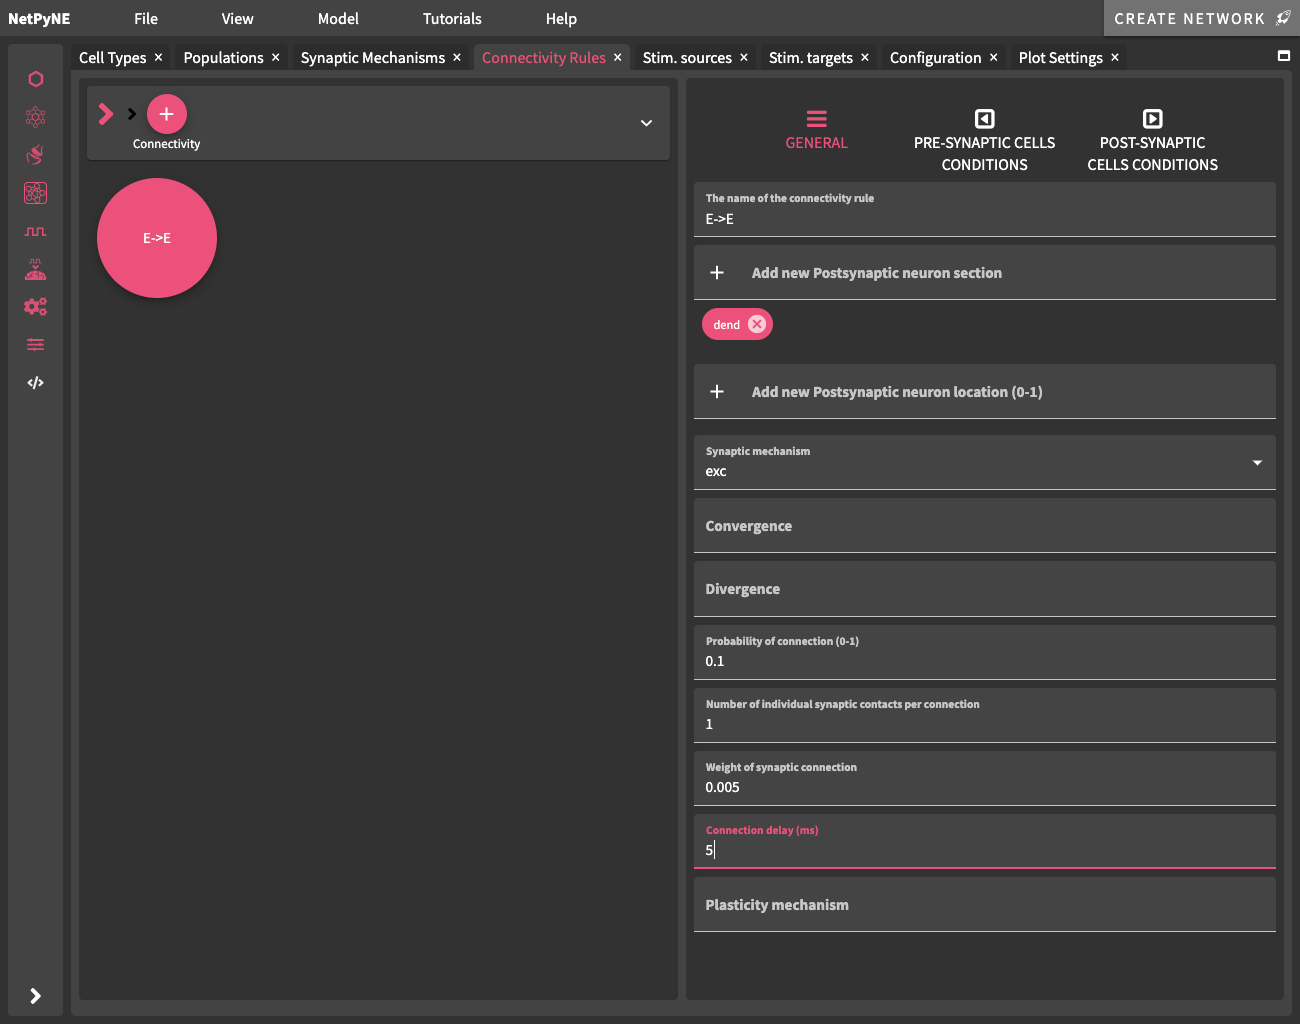 NetPyNE File View Model Tutorials Help CREATE NETWORK
Cell Types × Populations × Synaptic Mechanisms × Connectivity Rules × Stim. sources × Stim. targets × Configuration × Plot Settings ×
+
Connectivity
E->E
GENERAL
PRE-SYNAPTIC CELLS
CONDITIONS
POST-SYNAPTIC
CELLS CONDITIONS
The name of the connectivity rule
E->E
+ Add new Postsynaptic neuron section
dend
+ Add new Postsynaptic neuron location (0-1)
Synaptic mechanism
exc
Convergence
Divergence
Probability of connection (0-1)
0.1
Number of individual synaptic contacts per connection
1
Weight of synaptic connection
0.005
Connection delay (ms)
5
Plasticity mechanism